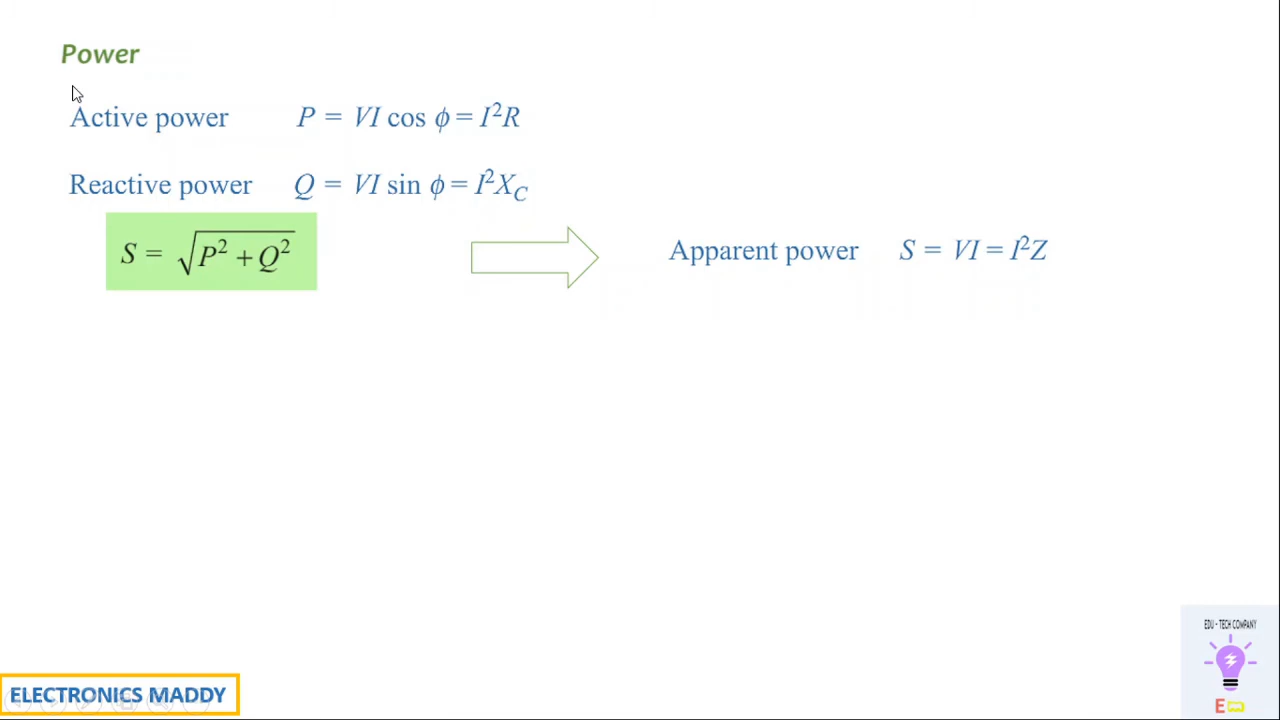 Power
Active power P = VI cos ϕ = I²R
Reactive power Q = VI sin ϕ = I²X_C
S = √(P² + Q²)
Apparent power S = VI = I²Z
EDU - TECH COMPANY
ELECTRONICS MADDY
E